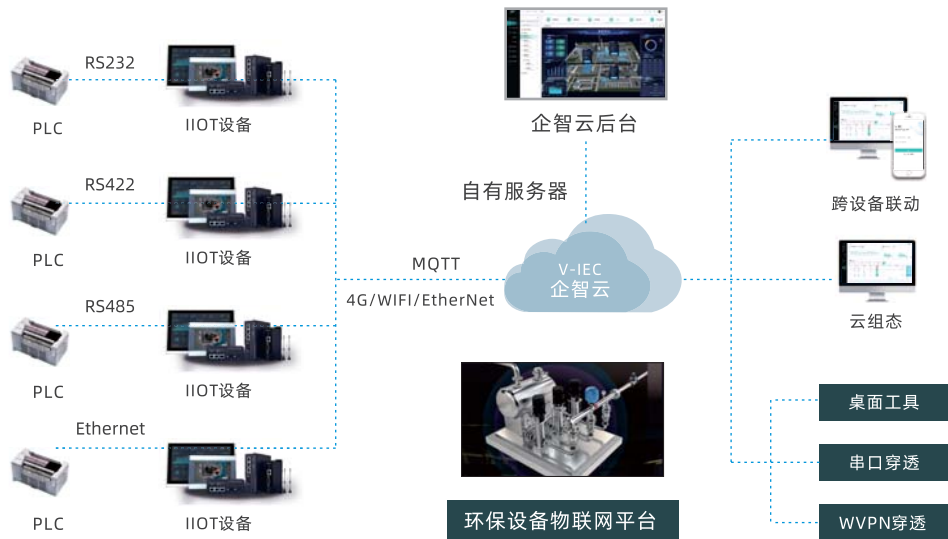 RS232
PLC
IIOT设备
RS422
PLC
IIOT设备
RS485
PLC
IIOT设备
Ethernet
PLC
IIOT设备
MQTT
4G/WIFI/EtherNet
企智云后台
自有服务器
V-IEC
企智云
环保设备物联网平台
跨设备联动
云组态
桌面工具
串口穿透
WVPN穿透